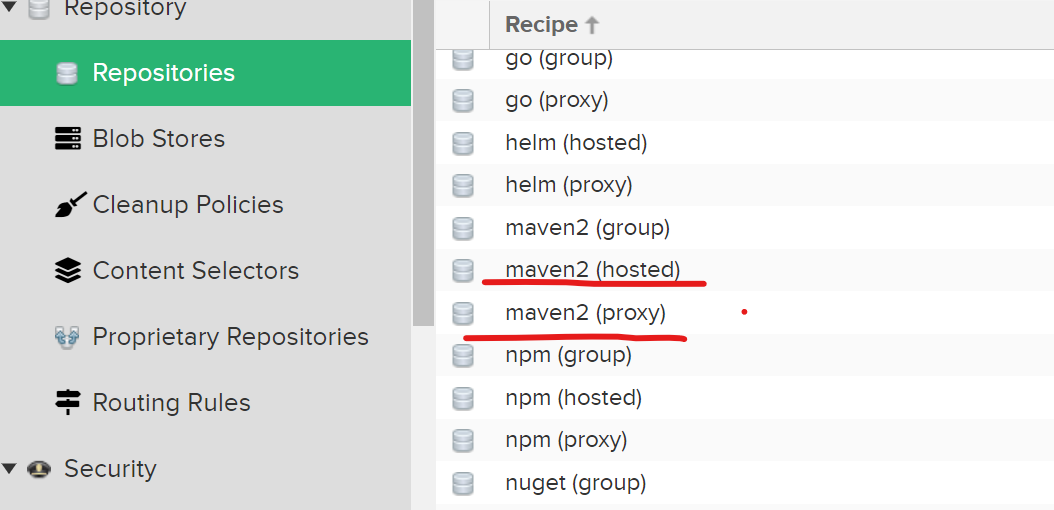 Repository
Repositories
Blob Stores
Cleanup Policies
Content Selectors
Proprietary Repositories
Routing Rules
Security
Recipe
go (group)
go (proxy)
helm (hosted)
helm (proxy)
maven2 (group)
maven2 (hosted)
maven2 (proxy)
npm (group)
npm (hosted)
npm (proxy)
nuget (group)